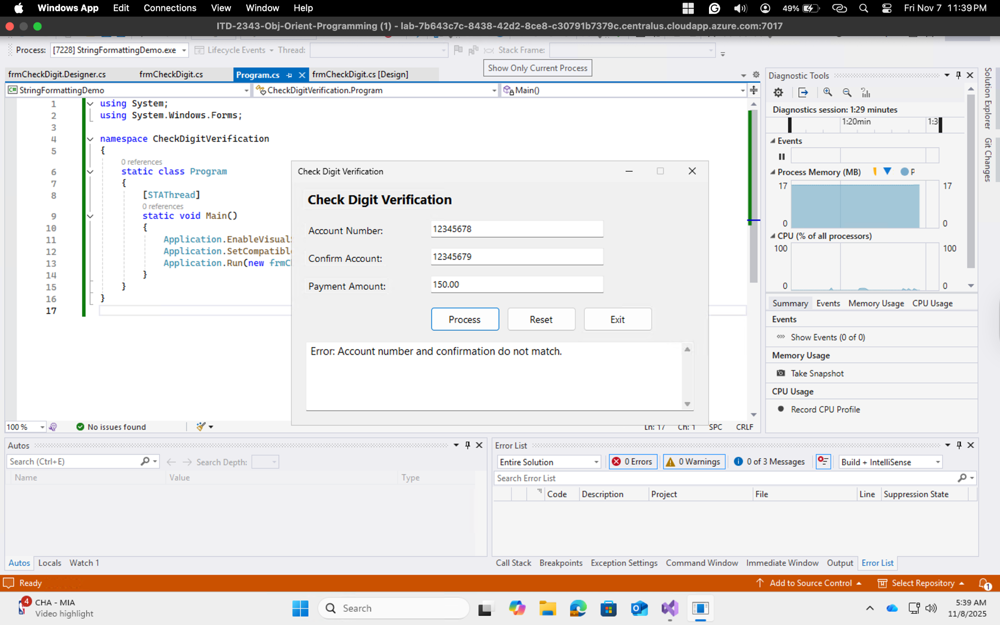 Windows App Edit Connections View Window Help 49% Fri Nov 7 11:39 PM
ITD-2343-Obj-Orient-Programming (1) - lab-7b643c7c-8438-42d2-8ce8-c30791b7379c.centralus.cloudapp.azure.com:7017
Process: [7228] StringFormattingDemo.exe Lifecycle Events Thread: Stack Frame:
Show Only Current Process
frmCheckDigit.Designer.cs frmCheckDigit.cs Program.cs frmCheckDigit.cs [Design]
C# StringFormattingDemo CheckDigitVerification.Program Main()
1 using System;
2 using System.Windows.Forms;
3
4 namespace CheckDigitVerification
5 {
0 references
6 static class Program
7 {
8 [STAThread]
0 references
9 static void Main()
10 {
11 Application.EnableVisual
12 Application.SetCompatible
13 Application.Run(new frmC
14 }
15 }
16 }
17
Check Digit Verification
Check Digit Verification
Account Number: 12345678
Confirm Account: 12345679
Payment Amount: 150.00
Process Reset Exit
Error: Account number and confirmation do not match.
100 % No issues found Ln: 17 Ch: 1 SPC CRLF
Diagnostic Tools
Diagnostics session: 1:29 minutes
1:20min 1:3
Events
Process Memory (MB) P
17 17
0 0
CPU (% of all processors)
100 100
0 0
Summary Events Memory Usage CPU Usage
Events
Show Events (0 of 0)
Memory Usage
Take Snapshot
CPU Usage
Record CPU Profile
Solution Explorer
Git Changes
Autos
Search (Ctrl+E) Search Depth:
Name Value Type
Autos Locals Watch 1
Error List
Entire Solution 0 Errors 0 Warnings 0 of 3 Messages Build + IntelliSense
Search Error List
Code Description Project File Line Suppression State
Call Stack Breakpoints Exception Settings Command Window Immediate Window Output Error List
Ready Add to Source Control Select Repository 1
4 CHA - MIA
Video highlight
Search
5:39 AM
11/8/2025